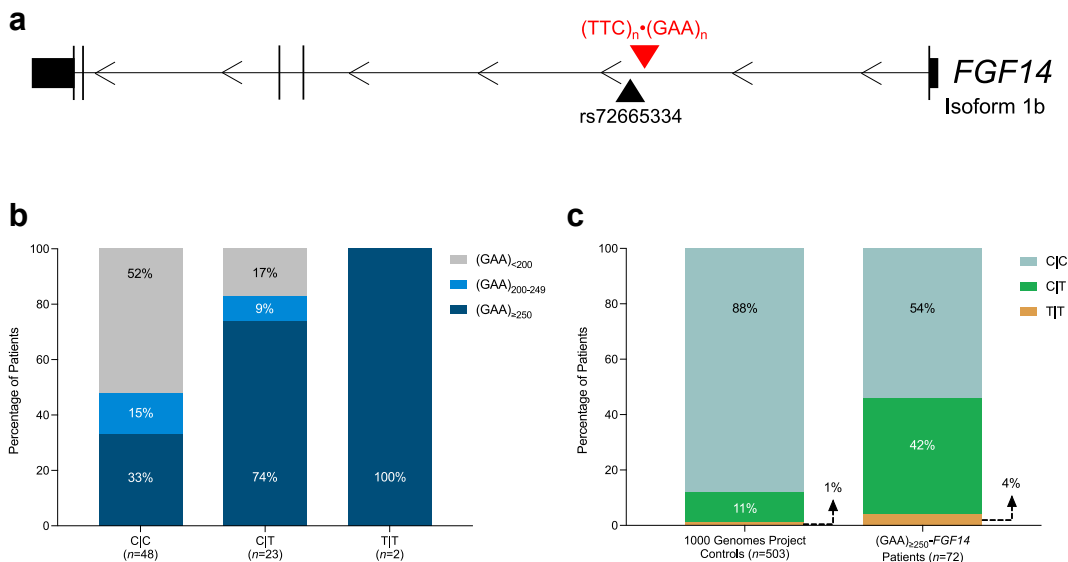 a
(TTC)n•(GAA)n
FGF14
Isoform 1b
rs72665334
b
Percentage of Patients
100
80
60
40
20
0
52%
15%
33%
17%
9%
74%
100%
C|C
(n=48)
C|T
(n=23)
T|T
(n=2)
(GAA)<200
(GAA)200-249
(GAA)≥250
c
Percentage of Patients
100
80
60
40
20
0
88%
11%
1%
54%
42%
4%
1000 Genomes Project
Controls (n=503)
(GAA)≥250-FGF14
Patients (n=72)
C|C
C|T
T|T